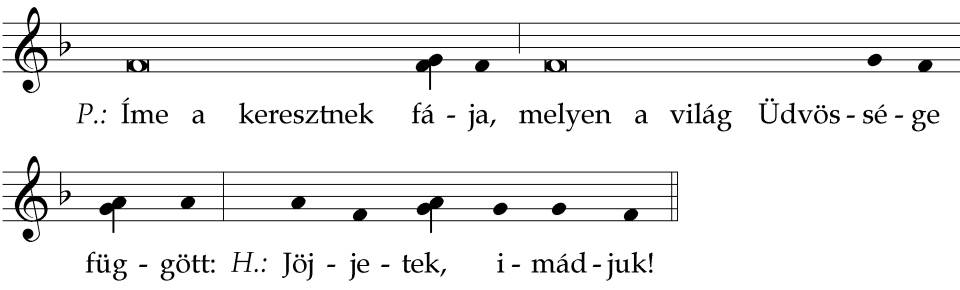 P.: Íme a keresztnek fá - ja, melyen a világ Üdvös - sé - ge
füg - gött: H.: Jöj - je - tek, i - mád - juk!